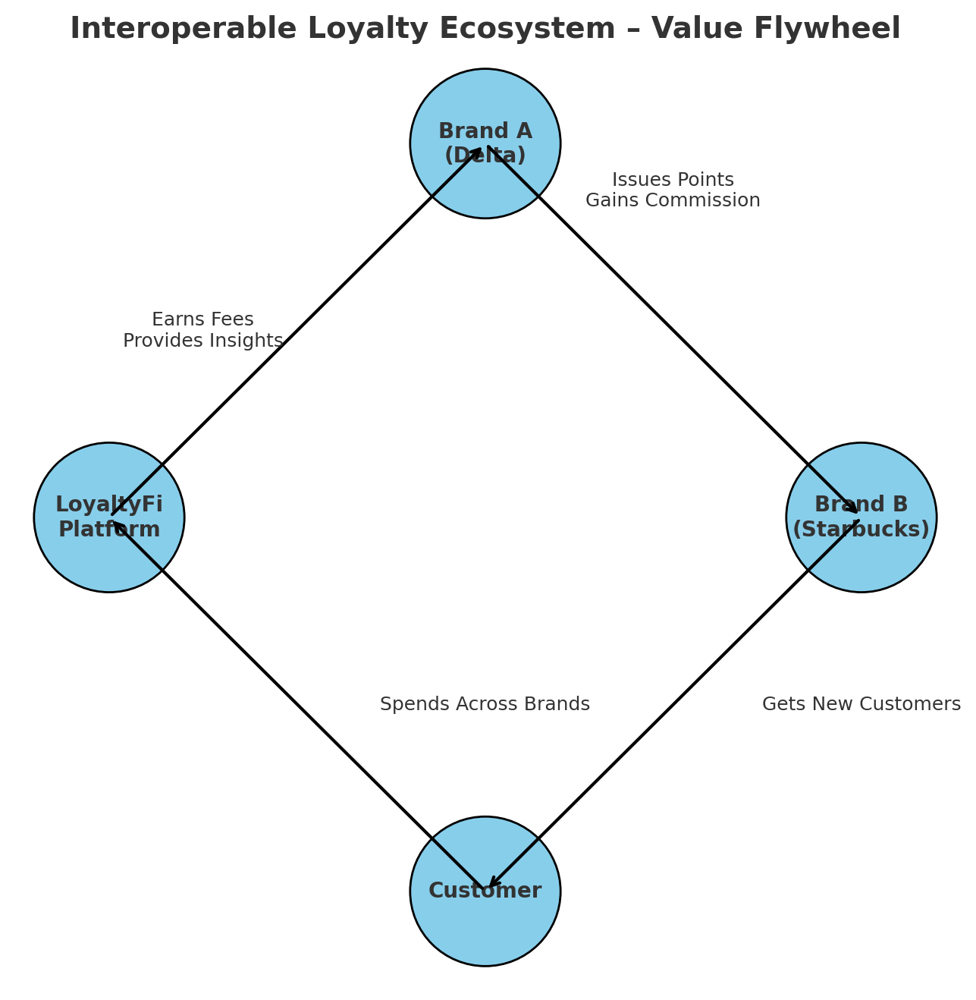 Interoperable Loyalty Ecosystem – Value Flywheel
Brand A
(Delta)
Issues Points
Gains Commission
Earns Fees
Provides Insights
LoyaltyFi
Platform
Brand B
(Starbucks)
Spends Across Brands
Gets New Customers
Customer